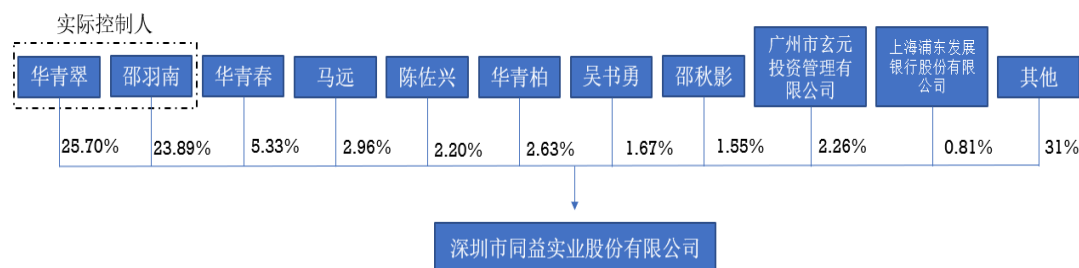 实际控制人
华青翠
邵羽南
华青春
马远
陈佐兴
华青柏
吴书勇
邵秋影
广州市玄元
投资管理有
限公司
上海浦东发展
银行股份有限
公司
其他
25.70%
23.89%
5.33%
2.96%
2.20%
2.63%
1.67%
1.55%
2.26%
0.81%
31%
深圳市同益实业股份有限公司